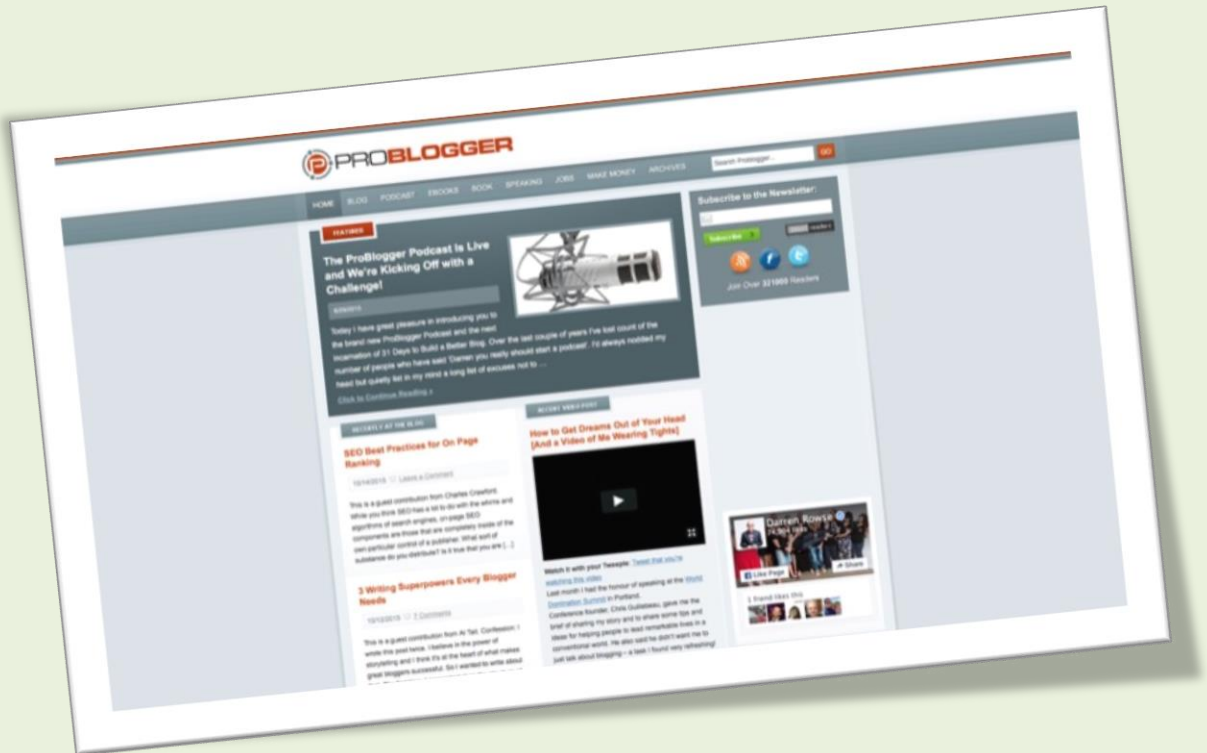 PROBLOGGER
HOME BLOG PODCAST EBOOKS BOOK SPEAKING JOBS MAKE MONEY ARCHIVES
Search Problogger...
GO
FEATURED
The ProBlogger Podcast Is Live
and We're Kicking Off with a
Challenge!
Today I have great pleasure in introducing you to
the brand new ProBlogger Podcast and the next
incarnation of 31 Days to Build a Better Blog. Over the last couple of years I've lost count of the
number of people who have said 'Darren you really should start a podcast'. I'd always nodded my
head but quietly list in my mind a long list of excuses not to ...
Click to Continue Reading »
Subscribe to the Newsletter:
Subscribe
readers
Join Over 321000 Readers
RECENTLY AT THE BLOG
SEO Best Practices for On Page
Ranking
Leave a Comment
This is a guest contribution from Charles Crawford.
While you think SEO has a lot to do with the whims and
algorithms of search engines, on-page SEO
components are those that are completely inside of the
own particular control of a publisher. What sort of
substance do you distribute? Is it true that you are [...]
3 Writing Superpowers Every Blogger
Needs
7 Comments
This is a guest contribution from Al Tait. Confession: I
wrote this post twice. I believe in the power of
storytelling and I think it's at the heart of what makes
great bloggers successful. So I wanted to write about
RECENT VIDEO POST
How to Get Dreams Out of Your Head
[And a Video of Me Wearing Tights]
Watch it with your Tweeple: Tweet that you're
watching this video
Last month I had the honour of speaking at the World
Domination Summit in Portland.
Conference founder, Chris Guillebeau, gave me the
brief of sharing my story and to share some tips and
ideas for helping people to lead remarkable lives in a
conventional world. He also said he didn't want me to
just talk about blogging – a task I found very refreshing!
Darren Rowse
Like Page
Share
1 friend likes this